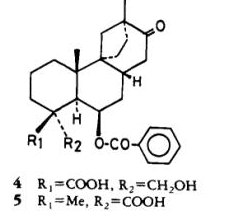 O
H
H
R₁
R₂
O-CO-
4 R₁=COOH, R₂=CH₂OH
5 R₁=Me, R₂=COOH